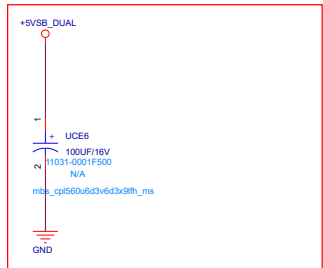 +5VSB_DUAL
1
+ UCE6
100UF/16V
11031-0001F500
2
N/A
mbs_cpl560u6d3v6d3x9lfh_ms
GND